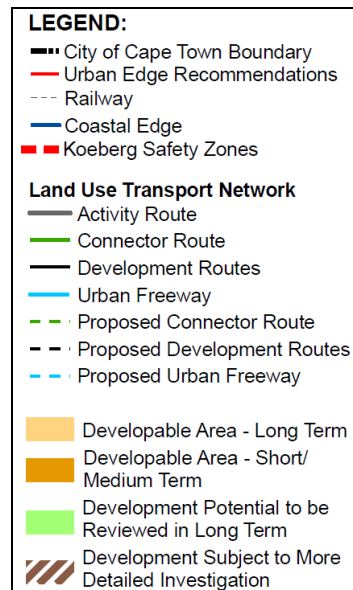 LEGEND:
City of Cape Town Boundary
Urban Edge Recommendations
Railway
Coastal Edge
Koeberg Safety Zones
Land Use Transport Network
Activity Route
Connector Route
Development Routes
Urban Freeway
Proposed Connector Route
Proposed Development Routes
Proposed Urban Freeway
Developable Area - Long Term
Developable Area - Short/
Medium Term
Development Potential to be
Reviewed in Long Term
Development Subject to More
Detailed Investigation